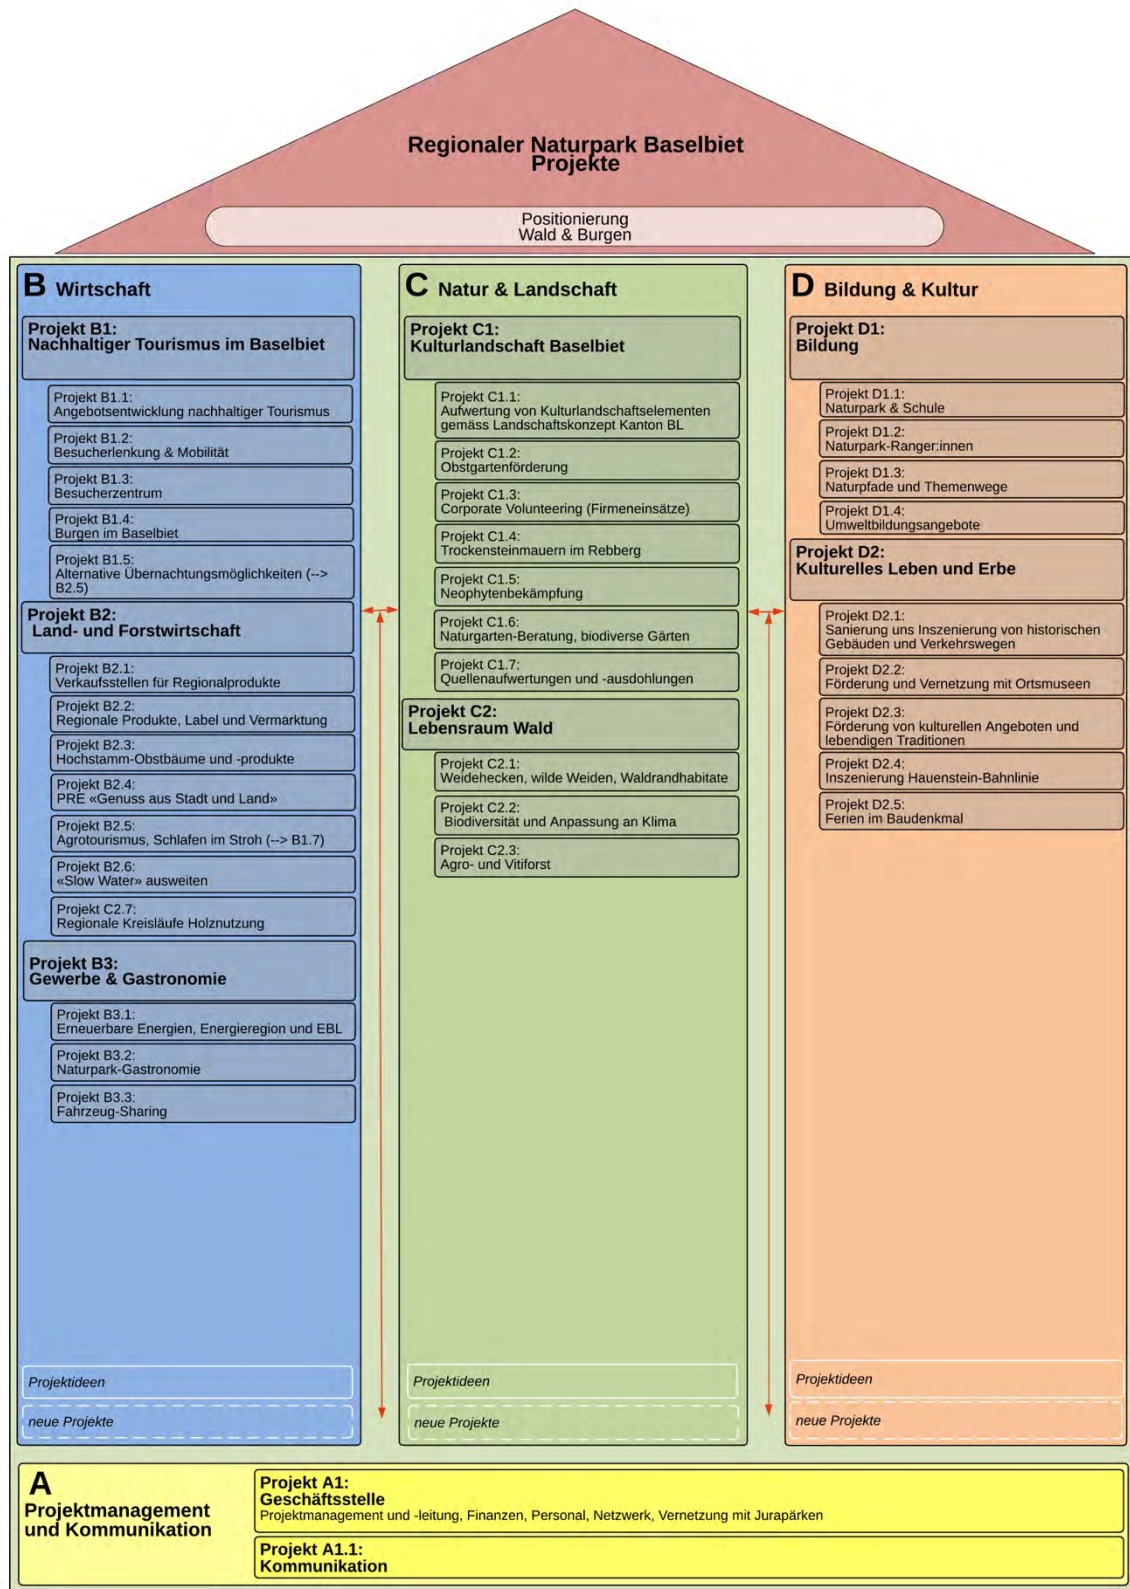 Regionaler Naturpark Baselbiet
Projekte
Positionierung
Wald & Burgen
B Wirtschaft
Projekt B1:
Nachhaltiger Tourismus im Baselbiet
Projekt B1.1:
Angebotsentwicklung nachhaltiger Tourismus
Projekt B1.2:
Besucherlenkung & Mobilität
Projekt B1.3:
Besucherzentrum
Projekt B1.4:
Burgen im Baselbiet
Projekt B1.5:
Alternative Übernachtungsmöglichkeiten (-->
B2.5)
Projekt B2:
Land- und Forstwirtschaft
Projekt B2.1:
Verkaufsstellen für Regionalprodukte
Projekt B2.2:
Regionale Produkte, Label und Vermarktung
Projekt B2.3:
Hochstamm-Obstbäume und -produkte
Projekt B2.4:
PRE «Genuss aus Stadt und Land»
Projekt B2.5:
Agrotourismus, Schlafen im Stroh (--> B1.7)
Projekt B2.6:
«Slow Water» ausweiten
Projekt C2.7:
Regionale Kreisläufe Holznutzung
Projekt B3:
Gewerbe & Gastronomie
Projekt B3.1:
Erneuerbare Energien, Energieregion und EBL
Projekt B3.2:
Naturpark-Gastronomie
Projekt B3.3:
Fahrzeug-Sharing
Projektideen
neue Projekte
C Natur & Landschaft
Projekt C1:
Kulturlandschaft Baselbiet
Projekt C1.1:
Aufwertung von Kulturlandschaftselementen
gemäss Landschaftskonzept Kanton BL
Projekt C1.2:
Obstgartenförderung
Projekt C1.3:
Corporate Volunteering (Firmeneinsätze)
Projekt C1.4:
Trockensteinmauern im Rebberg
Projekt C1.5:
Neophytenbekämpfung
Projekt C1.6:
Naturgarten-Beratung, biodiverse Gärten
Projekt C1.7:
Quellenaufwertungen und -ausdohlungen
Projekt C2:
Lebensraum Wald
Projekt C2.1:
Weidehecken, wilde Weiden, Waldrandhabitate
Projekt C2.2:
Biodiversität und Anpassung an Klima
Projekt C2.3:
Agro- und Vitiforst
Projektideen
neue Projekte
D Bildung & Kultur
Projekt D1:
Bildung
Projekt D1.1:
Naturpark & Schule
Projekt D1.2:
Naturpark-Ranger:innen
Projekt D1.3:
Naturpfade und Themenwege
Projekt D1.4:
Umweltbildungsangebote
Projekt D2:
Kulturelles Leben und Erbe
Projekt D2.1:
Sanierung uns Inszenierung von historischen
Gebäuden und Verkehrswegen
Projekt D2.2:
Förderung und Vernetzung mit Ortsmuseen
Projekt D2.3:
Förderung von kulturellen Angeboten und
lebendigen Traditionen
Projekt D2.4:
Inszenierung Hauenstein-Bahnlinie
Projekt D2.5:
Ferien im Baudenkmal
Projektideen
neue Projekte
A
Projektmanagement
und Kommunikation
Projekt A1:
Geschäftsstelle
Projektmanagement und -leitung, Finanzen, Personal, Netzwerk, Vernetzung mit Jurapärken
Projekt A1.1:
Kommunikation